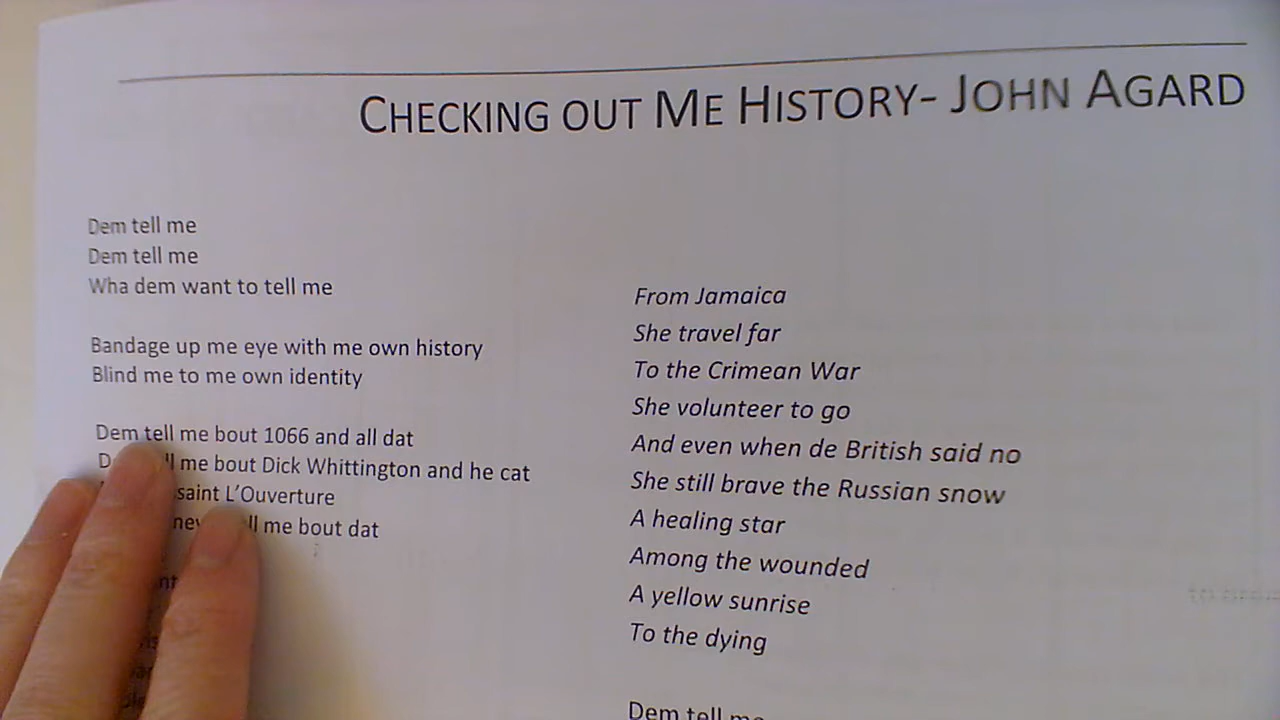 CHECKING OUT ME HISTORY- JOHN AGARD
Dem tell me
Dem tell me
Wha dem want to tell me
Bandage up me eye with me own history
Blind me to me own identity
Dem tell me bout 1066 and all dat
me bout Dick Whittington and he cat
L'Ouverture
me bout dat
From Jamaica
She travel far
To the Crimean War
She volunteer to go
And even when de British said no
She still brave the Russian snow
A healing star
Among the wounded
A yellow sunrise
To the dying
Dem tell me